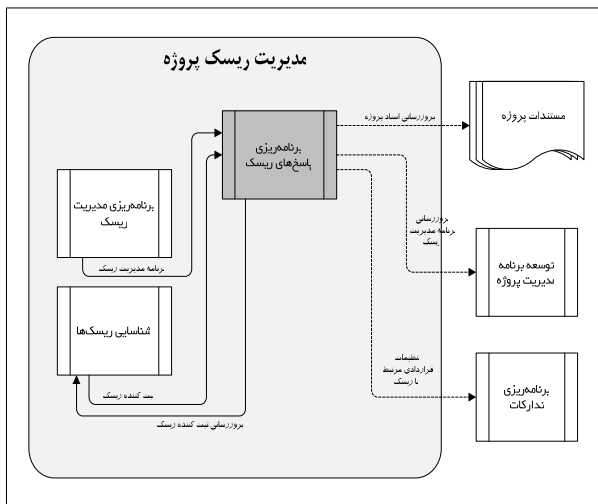 مدیریت ریسک پروژه
مستندات پروژه
بروزرسانی اسناد پروژه
برنامه‌ریزی
پاسخ‌های ریسک
برنامه‌ریزی مدیریت
ریسک
بروزرسانی
برنامه مدیریت
ریسک
توسعه برنامه
مدیریت پروژه
برنامه مدیریت ریسک
شناسایی ریسک‌ها
تنظیمات
قراردادی مرتبط
با ریسک
برنامه‌ریزی
تدارکات
ثبت کننده ریسک
بروزرسانی ثبت کننده ریسک